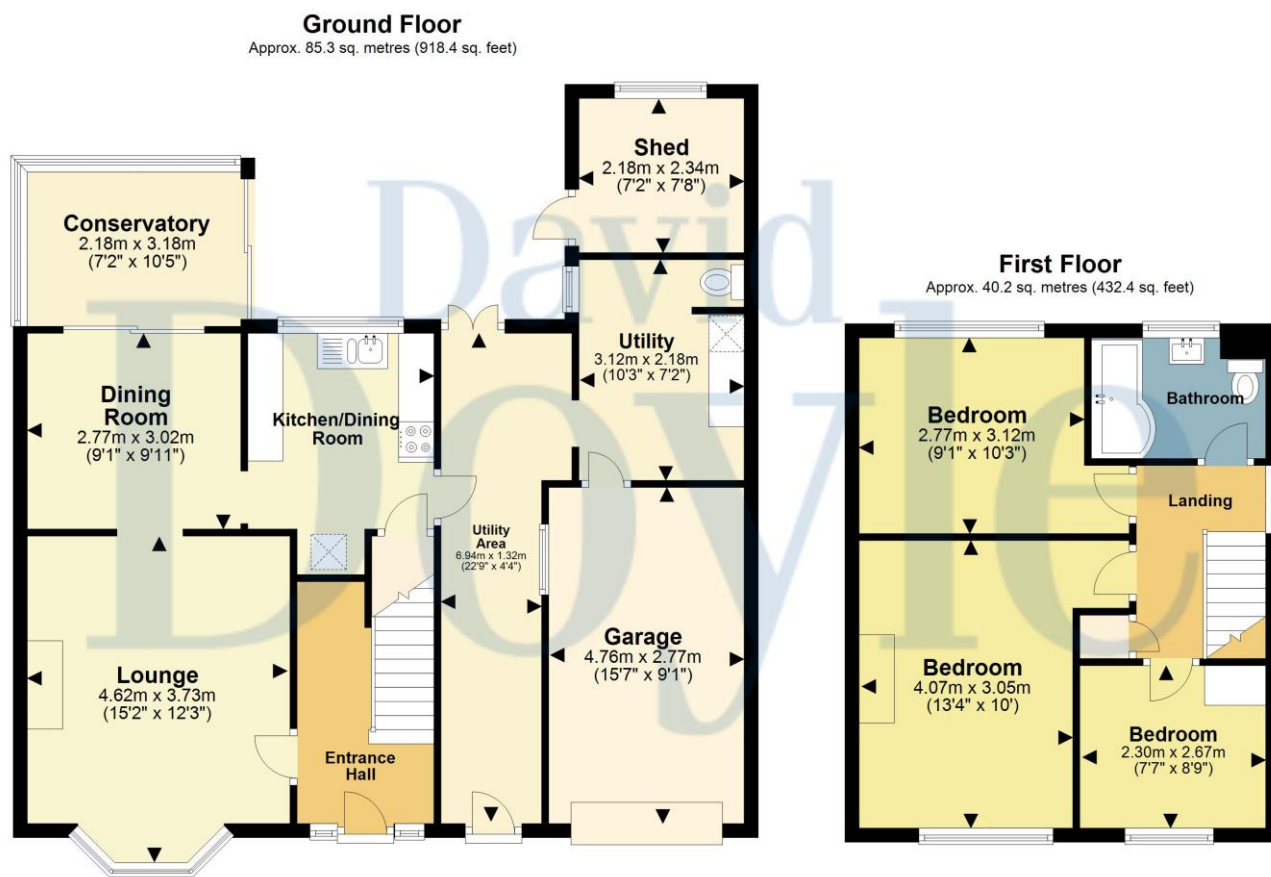 Ground Floor
Approx. 85.3 sq. metres (918.4 sq. feet)
Shed
2.18m x 2.34m
(7'2" x 7'8")
Conservatory
2.18m x 3.18m
(7'2" x 10'5")
Utility
3.12m x 2.18m
(10'3" x 7'2")
Dining
Room
2.77m x 3.02m
(9'1" x 9'11")
Kitchen/Dining
Room
Utility
Area
6.94m x 1.32m
(22'9" x 4'4")
Garage
4.76m x 2.77m
(15'7" x 9'1")
Lounge
4.62m x 3.73m
(15'2" x 12'3")
Entrance
Hall
First Floor
Approx. 40.2 sq. metres (432.4 sq. feet)
Bedroom
2.77m x 3.12m
(9'1" x 10'3")
Bathroom
Landing
Bedroom
4.07m x 3.05m
(13'4" x 10')
Bedroom
2.30m x 2.67m
(7'7" x 8'9")
David
Doyle